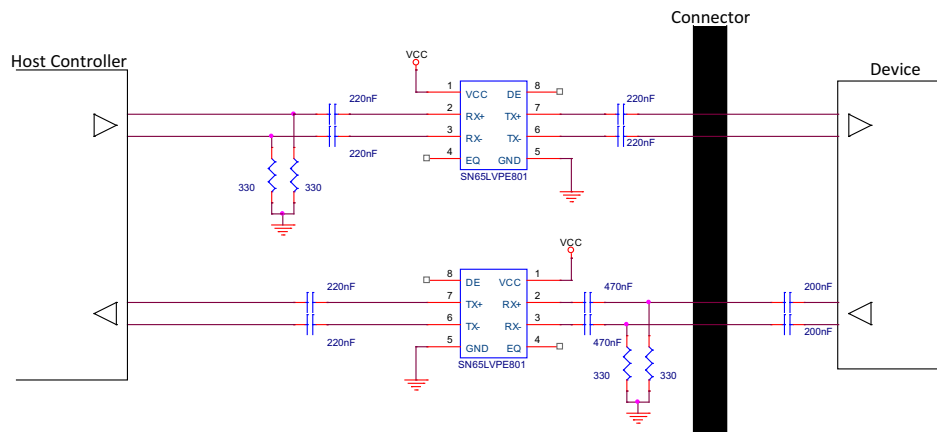 Connector
Host Controller
Device
VCC
220nF
220nF
1 VCC DE 8
2 RX+ TX+ 7
3 RX- TX- 6
4 EQ GND 5
220nF
220nF
SN65LVPE801
330 330
VCC
220nF
8 DE VCC 1
470nF
200nF
7 TX+ RX+ 2
6 TX- RX- 3
5 GND EQ 4
220nF
470nF
200nF
SN65LVPE801
330 330